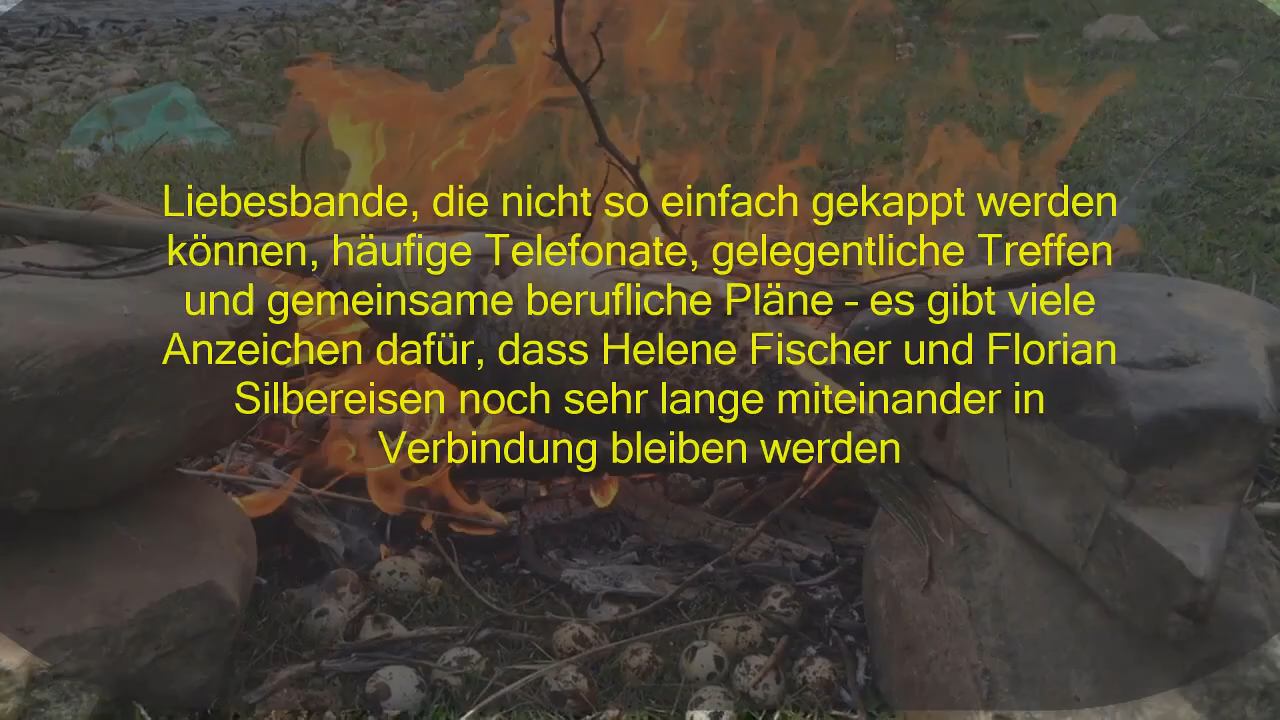 Liebesbande, die nicht so einfach gekappt werden
können, häufige Telefonate, gelegentliche Treffen
und gemeinsame berufliche Pläne – es gibt viele
Anzeichen dafür, dass Helene Fischer und Florian
Silbereisen noch sehr lange miteinander in
Verbindung bleiben werden